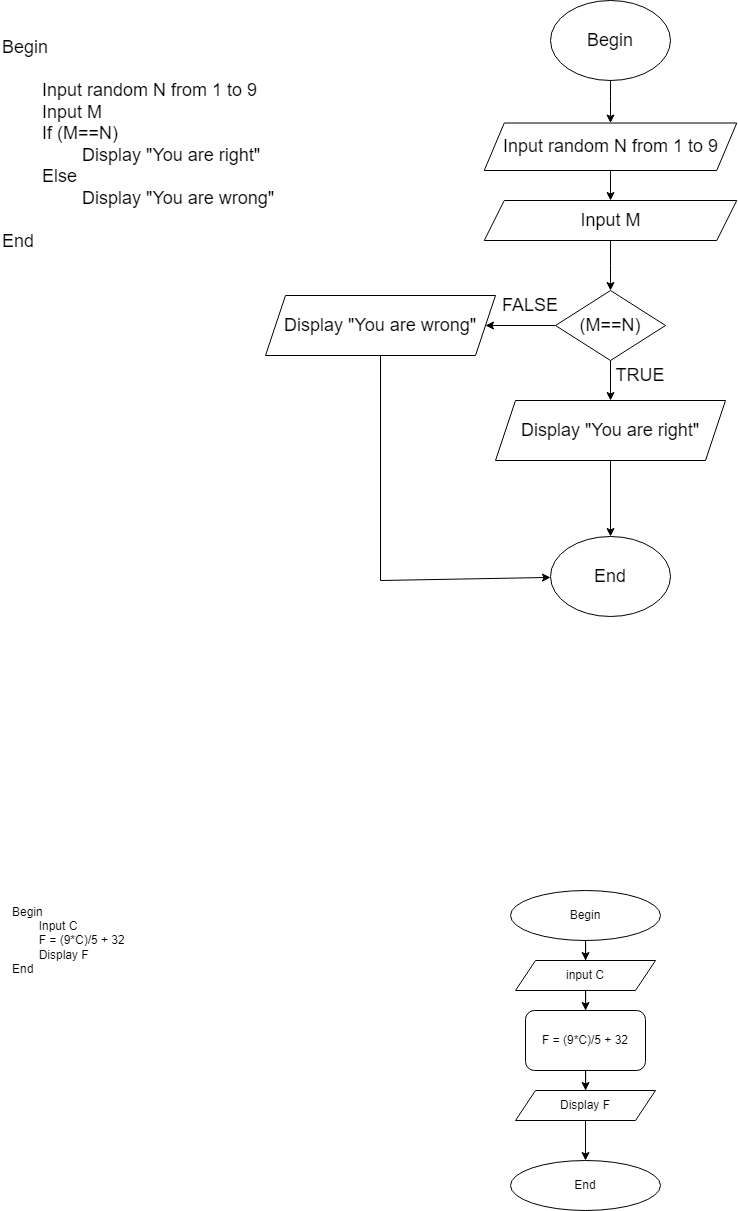 Begin
Input random N from 1 to 9
Input M
If (M==N)
Display "You are right"
Else
Display "You are wrong"
End
Begin
Input random N from 1 to 9
Input M
(M==N)
FALSE
Display "You are wrong"
TRUE
Display "You are right"
End
Begin
Input C
F = (9*C)/5 + 32
Display F
End
Begin
input C
F = (9*C)/5 + 32
Display F
End